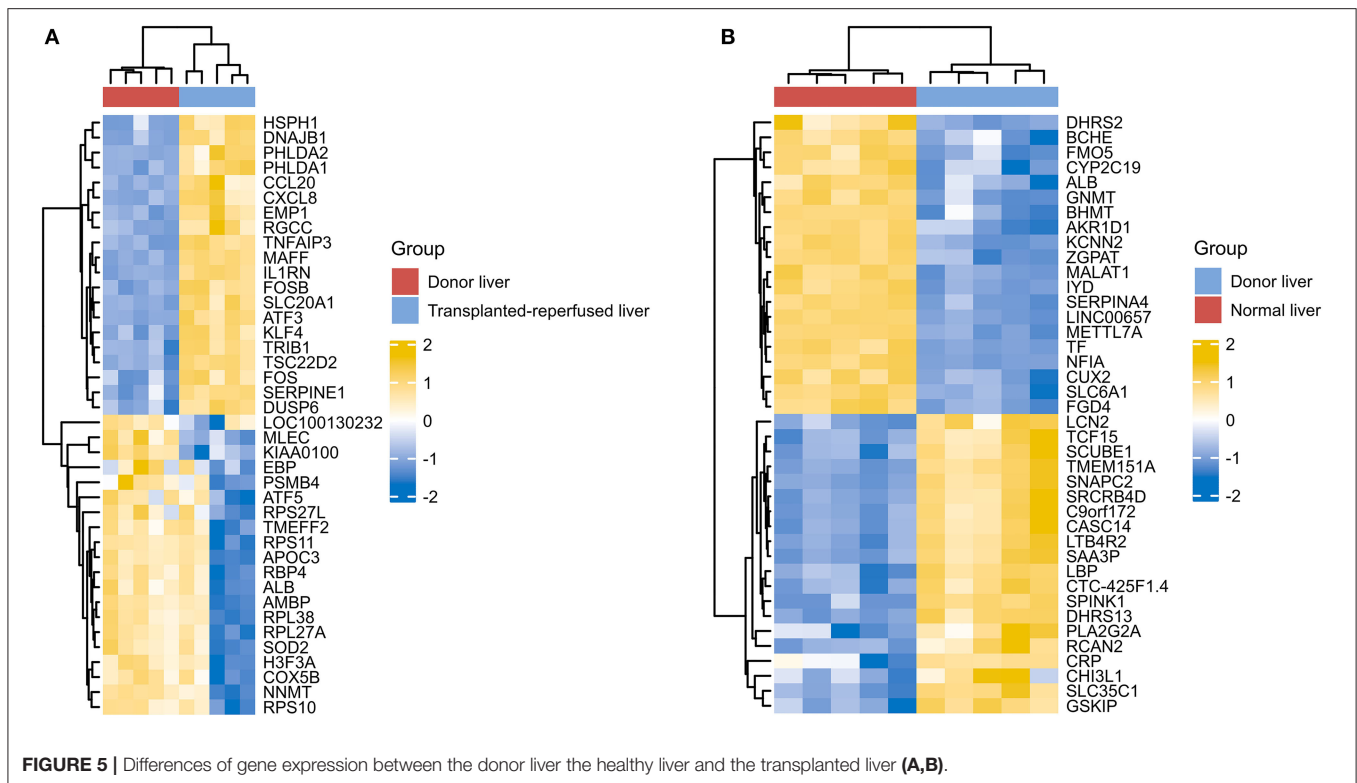 A
HSPH1
DNAJB1
PHLDA2
PHLDA1
CCL20
CXCL8
EMP1
RGCC
TNFAIP3
MAFF
IL1RN
FOSB
SLC20A1
ATF3
KLF4
TRIB1
TSC22D2
FOS
SERPINE1
DUSP6
LOC100130232
MLEC
KIAA0100
EBP
PSMB4
ATF5
RPS27L
TMEFF2
RPS11
APOC3
RBP4
ALB
AMBP
RPL38
RPL27A
SOD2
H3F3A
COX5B
NNMT
RPS10
Group
Donor liver
Transplanted-reperfused liver
2
1
0
-1
-2
B
DHRS2
BCHE
FMO5
CYP2C19
ALB
GNMT
BHMT
AKR1D1
KCNN2
ZGPAT
MALAT1
IYD
SERPINA4
LINC00657
METTL7A
TF
NFIA
CUX2
SLC6A1
FGD4
LCN2
TCF15
SCUBE1
TMEM151A
SNAPC2
SRCRB4D
C9orf172
CASC14
LTB4R2
SAA3P
LBP
CTC-425F1.4
SPINK1
DHRS13
PLA2G2A
RCAN2
CRP
CHI3L1
SLC35C1
GSKIP
Group
Donor liver
Normal liver
2
1
0
-1
-2
FIGURE 5 | Differences of gene expression between the donor liver the healthy liver and the transplanted liver (A,B).